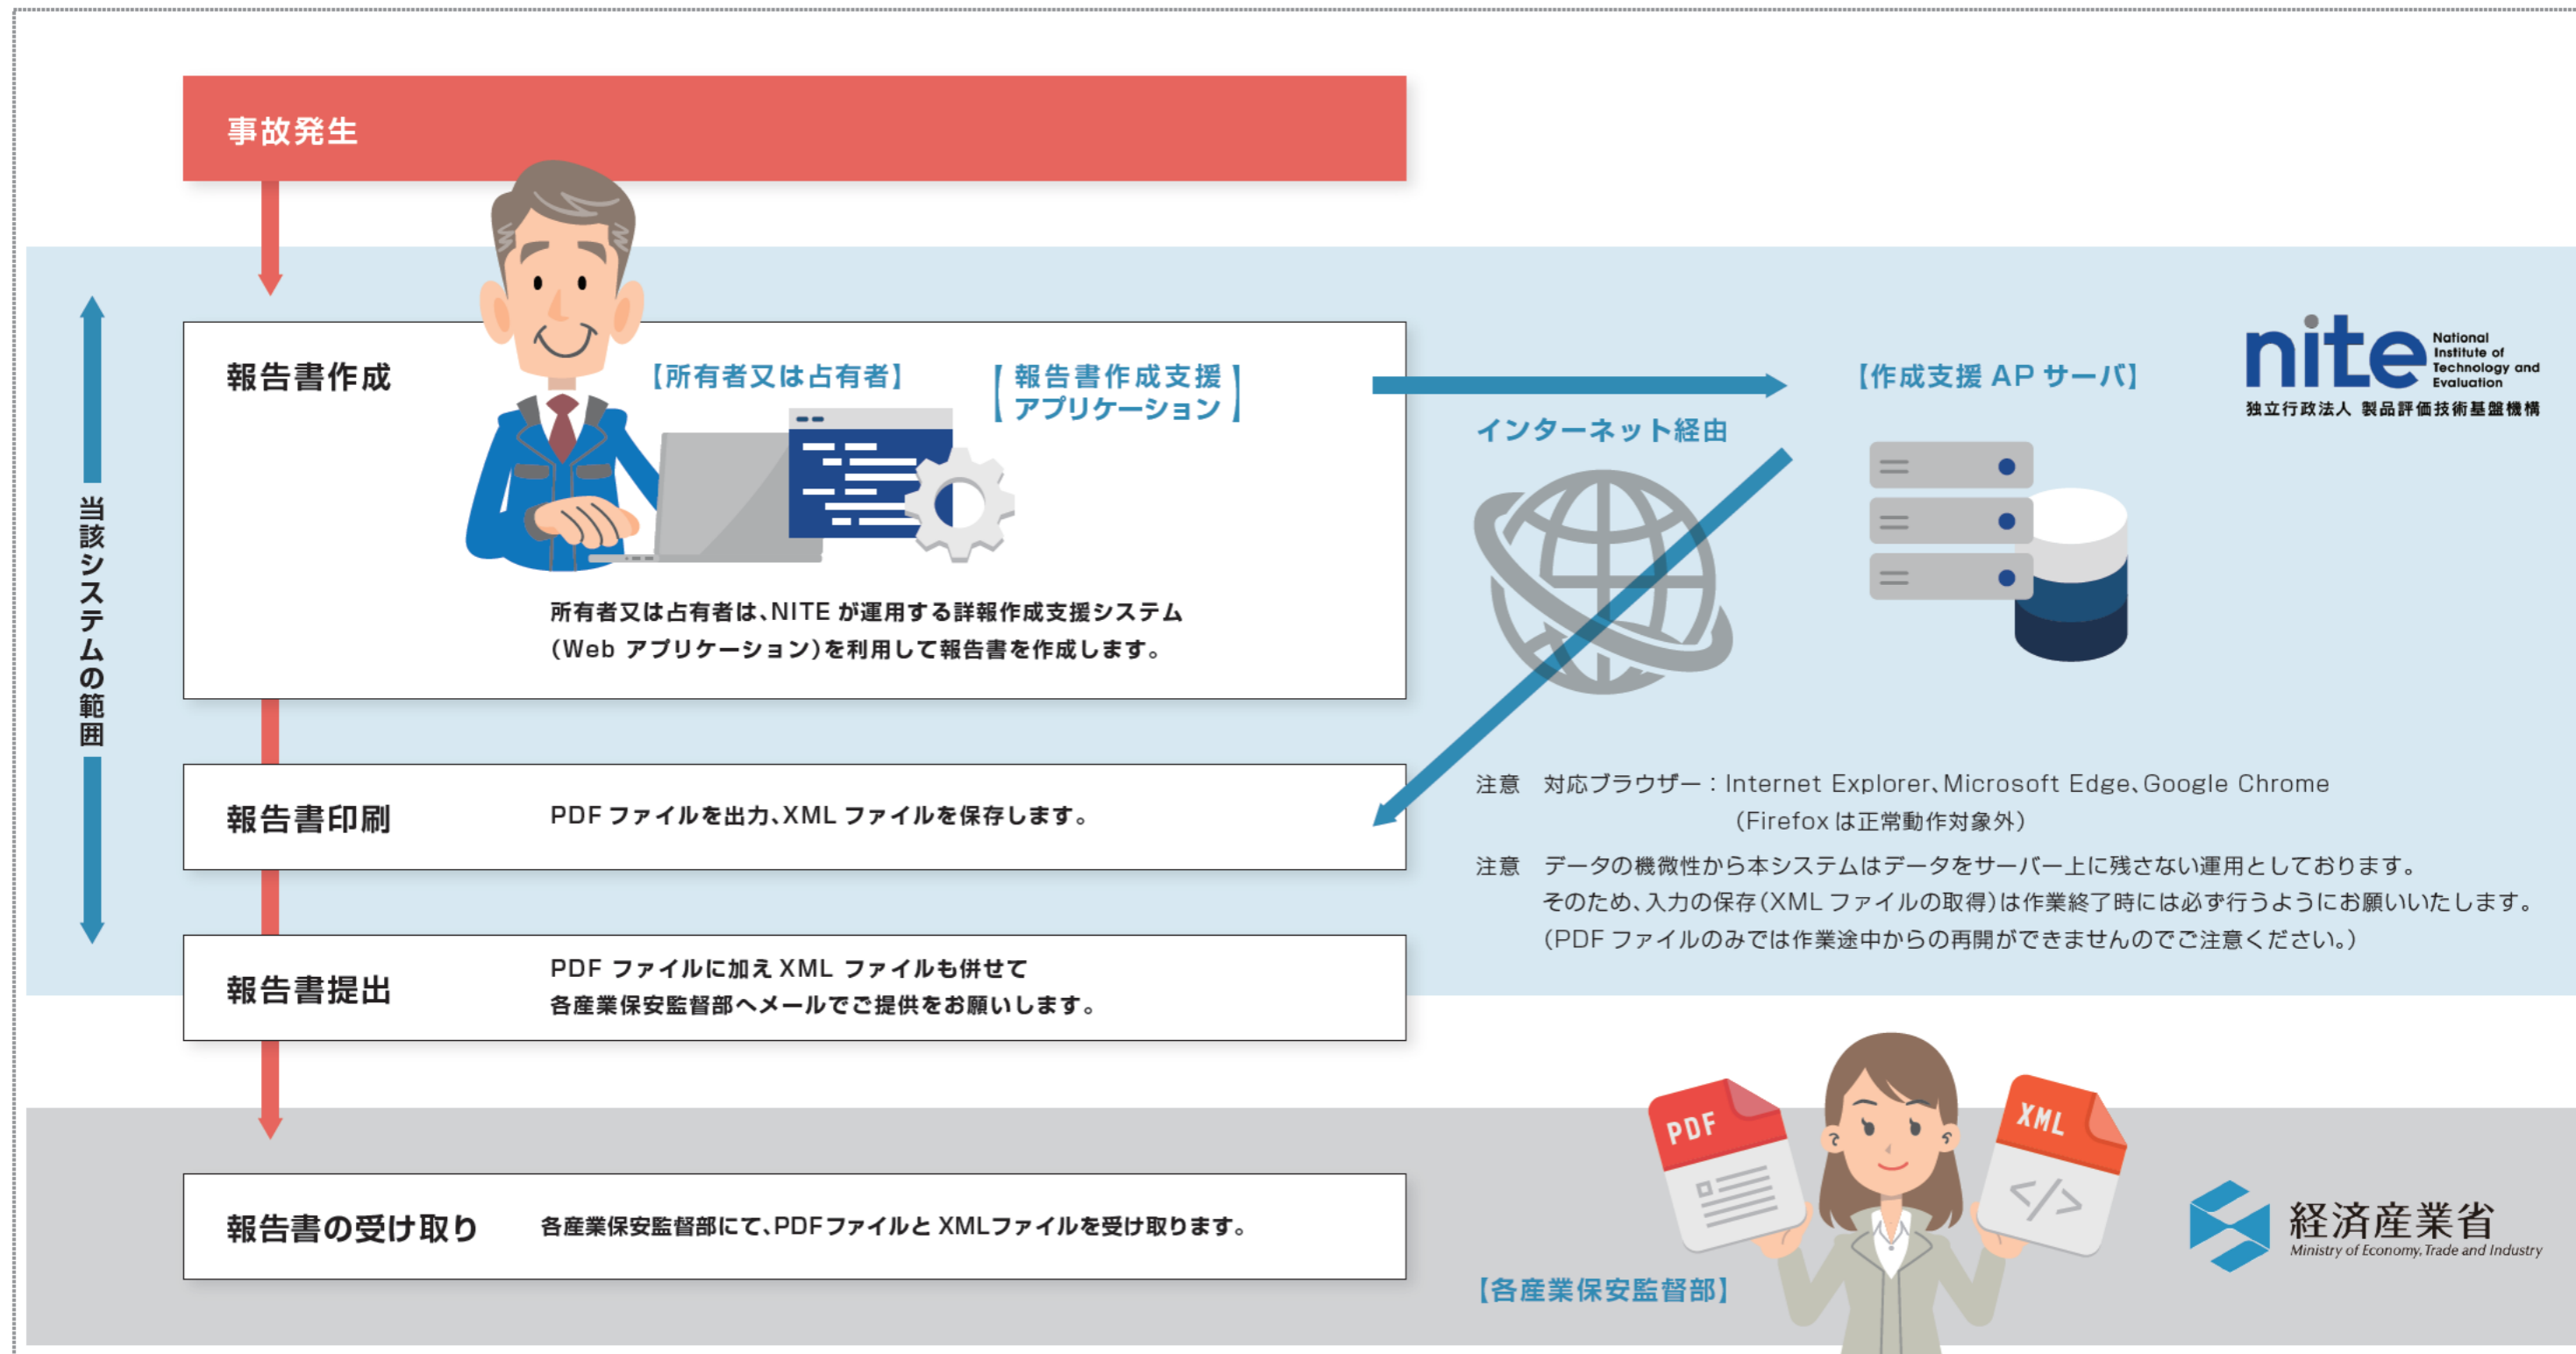 事故発生
報告書作成
【所有者又は占有者】
【報告書作成支援
アプリケーション】
所有者又は占有者は、NITE が運用する詳報作成支援システム
(Web アプリケーション)を利用して報告書を作成します。
インターネット経由
【作成支援 AP サーバ】
nite
National
Institute of
Technology and
Evaluation
独立行政法人 製品評価技術基盤機構
当該システムの範囲
報告書印刷
PDF ファイルを出力、XML ファイルを保存します。
注意 対応ブラウザー：Internet Explorer、Microsoft Edge、Google Chrome
(Firefox は正常動作対象外)
注意 データの機微性から本システムはデータをサーバー上に残さない運用としております。
そのため、入力の保存(XML ファイルの取得)は作業終了時には必ず行うようにお願いいたします。
(PDF ファイルのみでは作業途中からの再開ができませんのでご注意ください。)
報告書提出
PDF ファイルに加え XML ファイルも併せて
各産業保安監督部へメールでご提供をお願いします。
報告書の受け取り
各産業保安監督部にて、PDFファイルと XMLファイルを受け取ります。
PDF
XML
</>
【各産業保安監督部】
経済産業省
Ministry of Economy, Trade and Industry